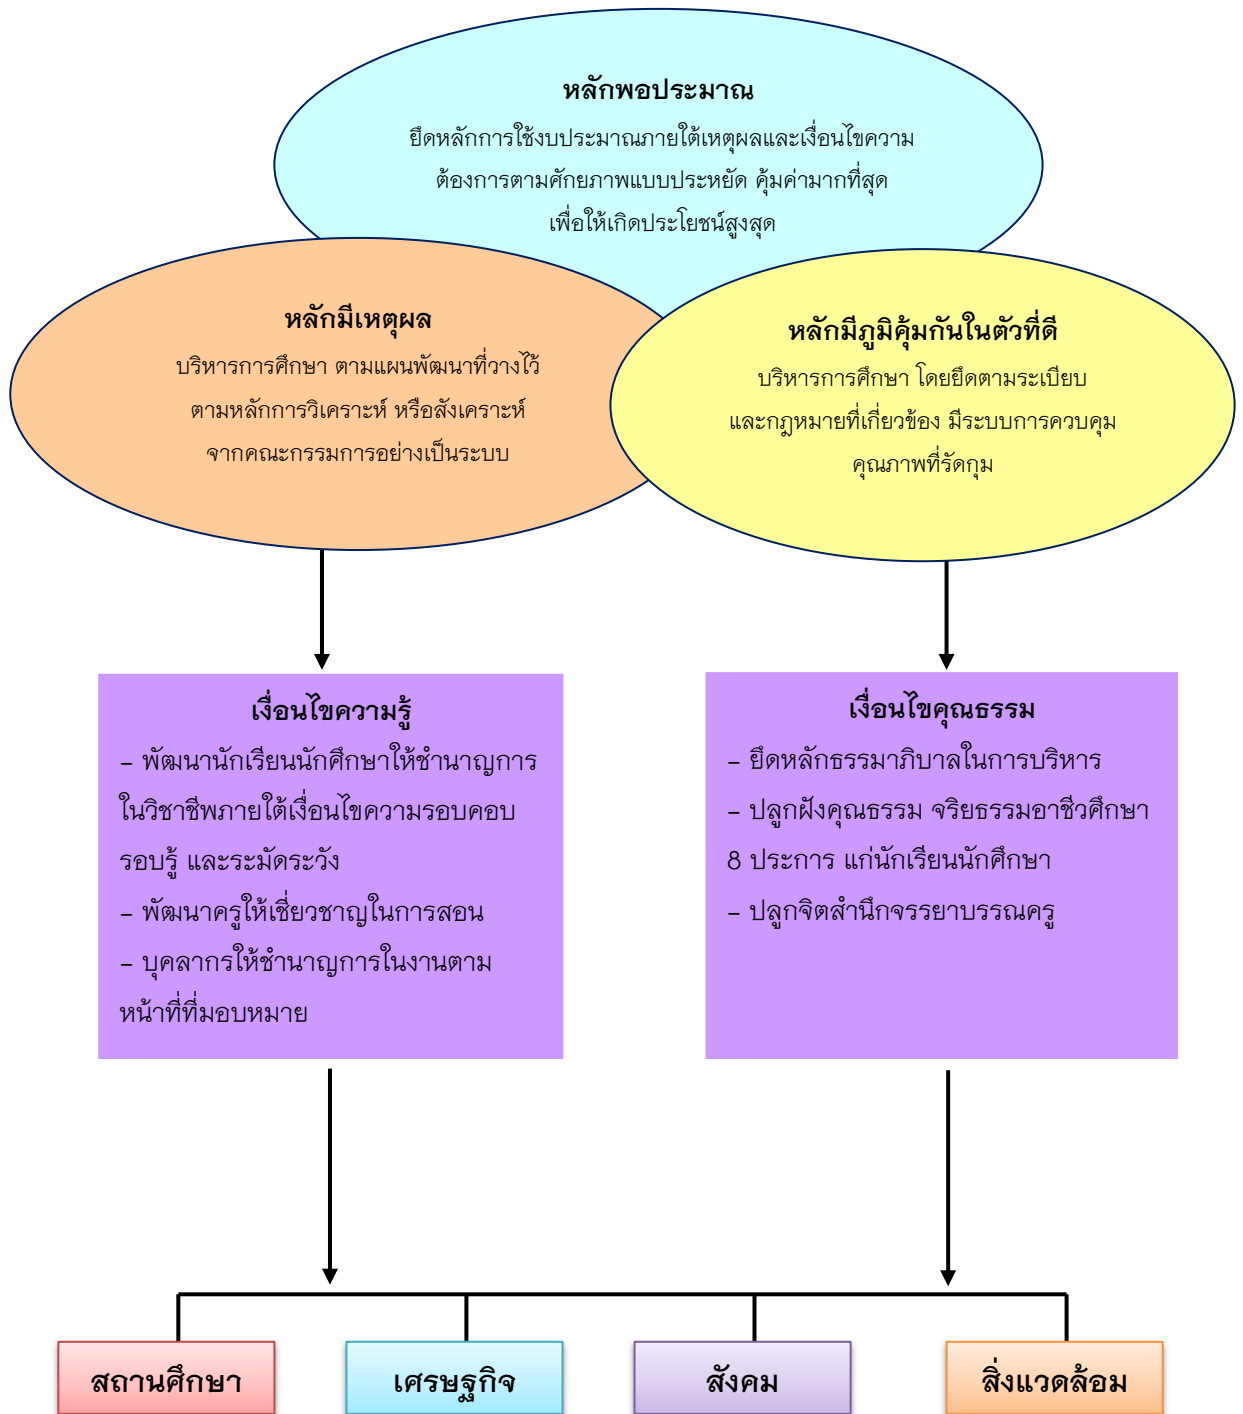 หลักพอประมาณ
ยึดหลักการใช้งบประมาณภายใต้เหตุผลและเงื่อนไขความ
ต้องการตามศักยภาพแบบประหยัด คุ้มค่ามากที่สุด
เพื่อให้เกิดประโยชน์สูงสุด
หลักมีเหตุผล
บริหารการศึกษา ตามแผนพัฒนาที่วางไว้
ตามหลักการวิเคราะห์ หรือสังเคราะห์
จากคณะกรรมการอย่างเป็นระบบ
หลักมีภูมิคุ้มกันในตัวที่ดี
บริหารการศึกษา โดยยึดตามระเบียบ
และกฎหมายที่เกี่ยวข้อง มีระบบการควบคุม
คุณภาพที่รัดกุม
เงื่อนไขความรู้
– พัฒนานักเรียนนักศึกษาให้ชำนาญการ
ในวิชาชีพภายใต้เงื่อนไขความรอบคอบ
รอบรู้ และระมัดระวัง
– พัฒนาครูให้เชี่ยวชาญในการสอน
– บุคลากรให้ชำนาญการในงานตาม
หน้าที่ที่มอบหมาย
เงื่อนไขคุณธรรม
– ยึดหลักธรรมาภิบาลในการบริหาร
– ปลูกฝังคุณธรรม จริยธรรมอาชีวศึกษา
8 ประการ แก่นักเรียนนักศึกษา
– ปลูกจิตสำนึกจรรยาบรรณครู
สถานศึกษา
เศรษฐกิจ
สังคม
สิ่งแวดล้อม